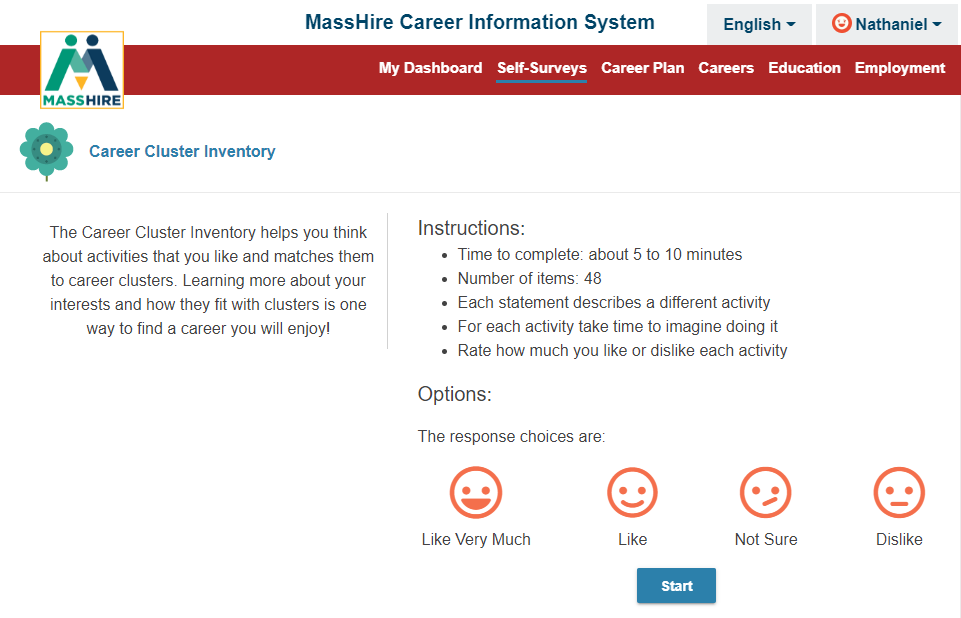 MassHire Career Information System
English
Nathaniel
MASSHIRE
My Dashboard Self-Surveys Career Plan Careers Education Employment
Career Cluster Inventory
The Career Cluster Inventory helps you think
about activities that you like and matches them
to career clusters. Learning more about your
interests and how they fit with clusters is one
way to find a career you will enjoy!
Instructions:
• Time to complete: about 5 to 10 minutes
• Number of items: 48
• Each statement describes a different activity
• For each activity take time to imagine doing it
• Rate how much you like or dislike each activity
Options:
The response choices are:
Like Very Much Like Not Sure Dislike
Start